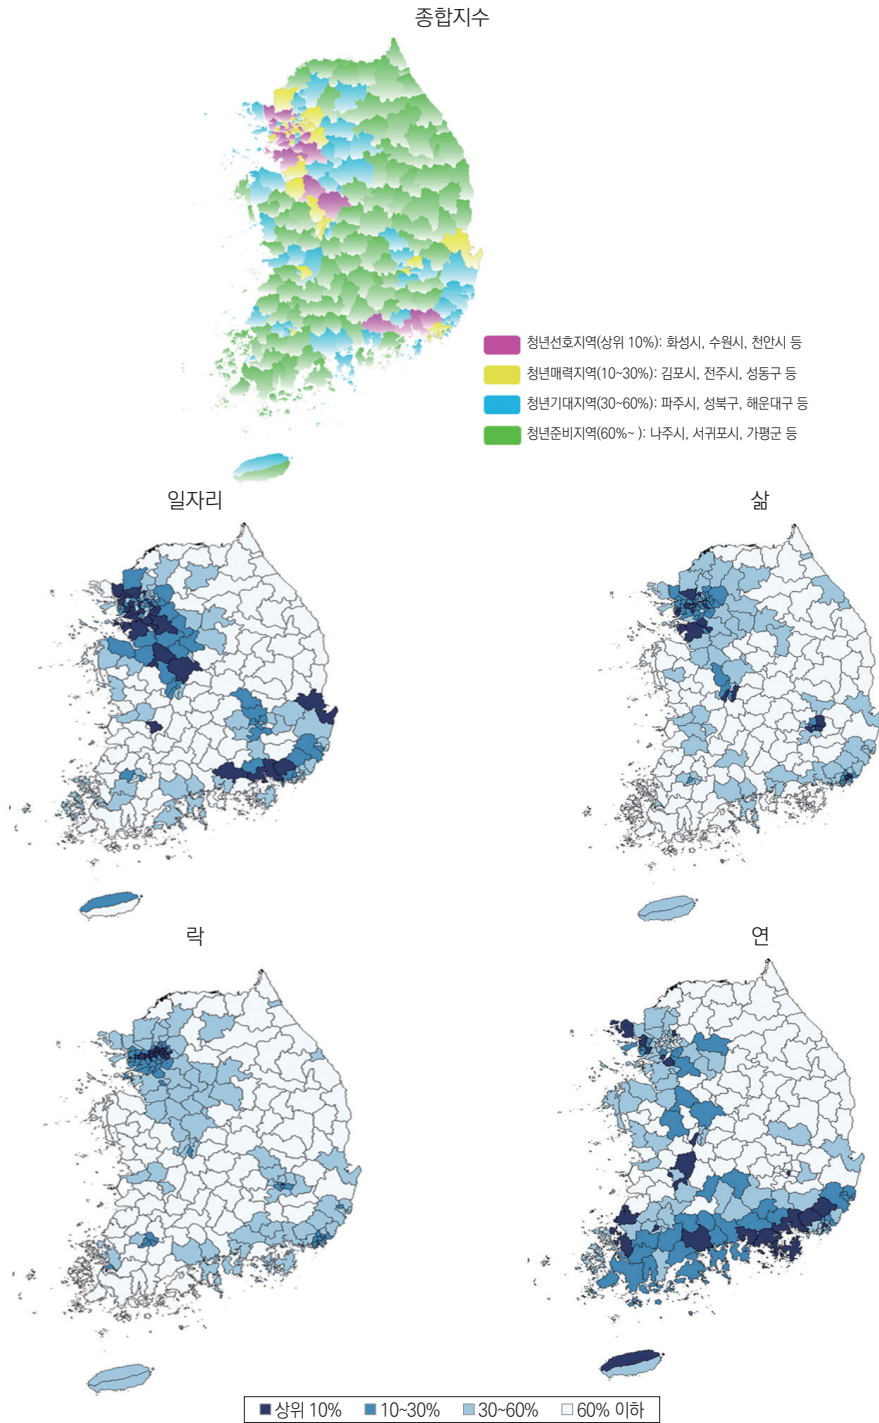 종합지수
청년선호지역(상위 10%): 화성시, 수원시, 천안시 등
청년매력지역(10~30%): 김포시, 전주시, 성동구 등
청년기대지역(30~60%): 파주시, 성북구, 해운대구 등
청년준비지역(60%~ ): 나주시, 서귀포시, 가평군 등
일자리
삶
락
연
상위 10% 10~30% 30~60% 60% 이하